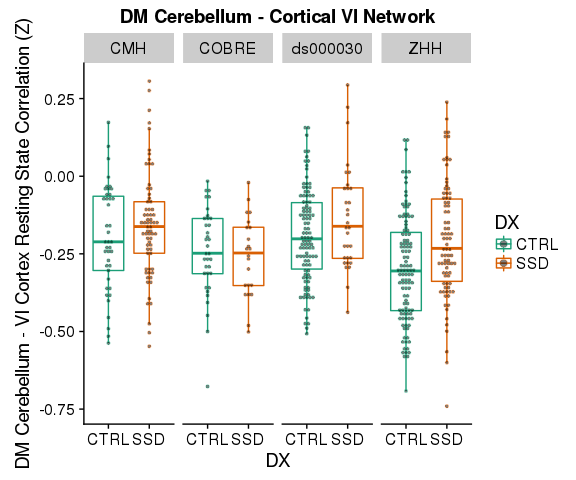 DM Cerebellum - Cortical VI Network
CMH COBRE ds000030 ZHH
DM Cerebellum - VI Cortex Resting State Correlation (Z)
0.25
0.00
-0.25
-0.50
-0.75
CTRL SSD CTRL SSD CTRL SSD CTRL SSD
DX
DX
CTRL
SSD